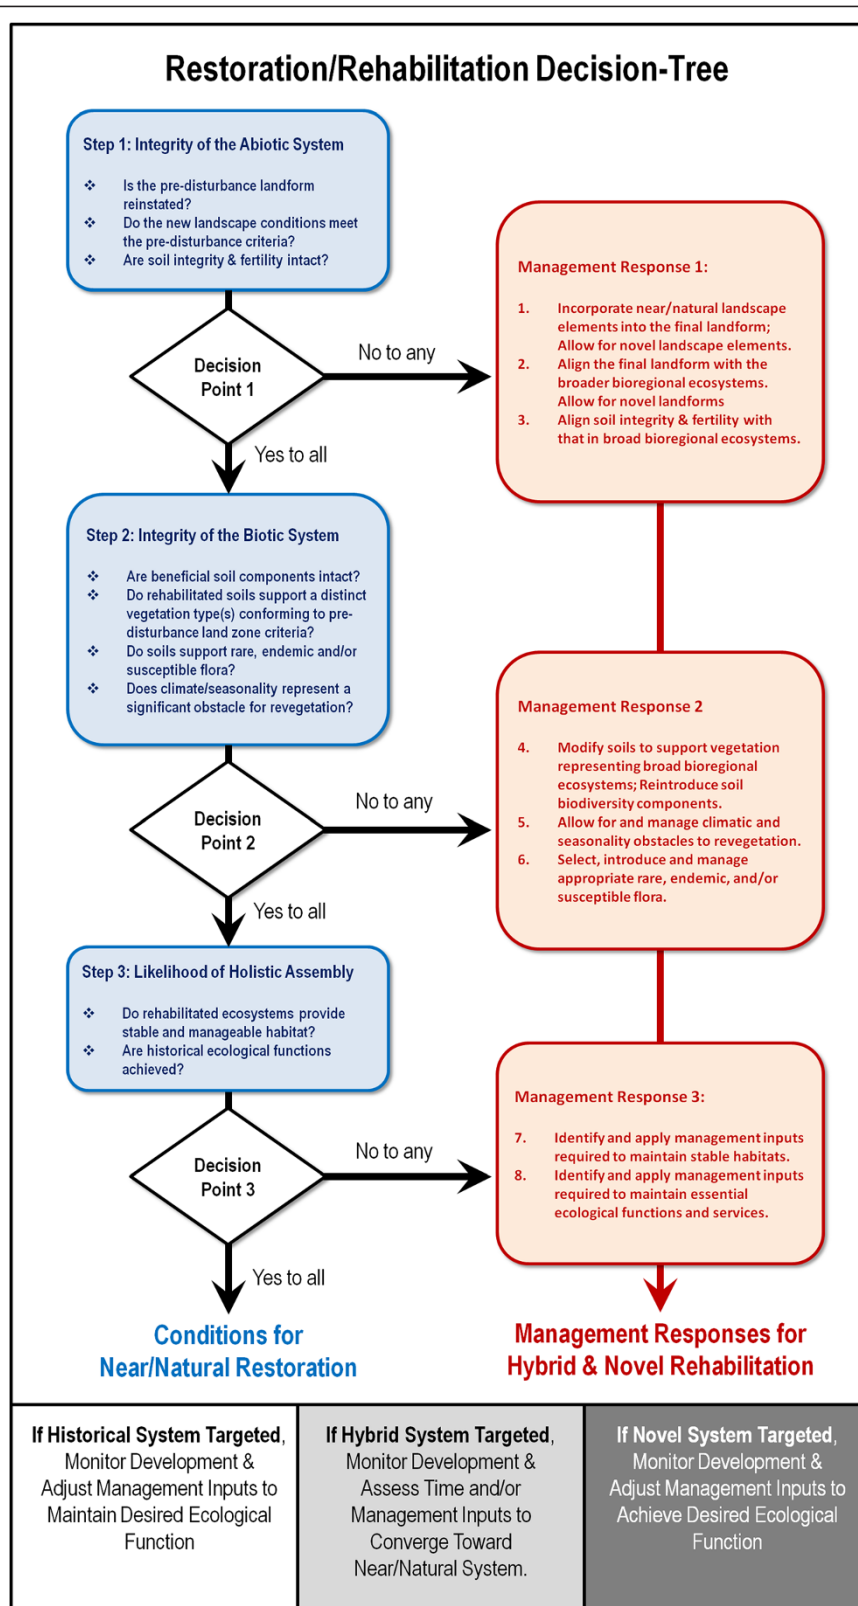 Restoration/Rehabilitation Decision-Tree
Step 1: Integrity of the Abiotic System
❖ Is the pre-disturbance landform
reinstated?
❖ Do the new landscape conditions meet
the pre-disturbance criteria?
❖ Are soil integrity & fertility intact?
Decision
Point 1
No to any
Yes to all
Management Response 1:
1. Incorporate near/natural landscape
elements into the final landform;
Allow for novel landscape elements.
2. Align the final landform with the
broader bioregional ecosystems.
Allow for novel landforms
3. Align soil integrity & fertility with
that in broad bioregional ecosystems.
Step 2: Integrity of the Biotic System
❖ Are beneficial soil components intact?
❖ Do rehabilitated soils support a distinct
vegetation type(s) conforming to pre-
disturbance land zone criteria?
❖ Do soils support rare, endemic and/or
susceptible flora?
❖ Does climate/seasonality represent a
significant obstacle for revegetation?
Decision
Point 2
No to any
Yes to all
Management Response 2
4. Modify soils to support vegetation
representing broad bioregional
ecosystems; Reintroduce soil
biodiversity components.
5. Allow for and manage climatic and
seasonality obstacles to revegetation.
6. Select, introduce and manage
appropriate rare, endemic, and/or
susceptible flora.
Step 3: Likelihood of Holistic Assembly
❖ Do rehabilitated ecosystems provide
stable and manageable habitat?
❖ Are historical ecological functions
achieved?
Decision
Point 3
No to any
Yes to all
Management Response 3:
7. Identify and apply management inputs
required to maintain stable habitats.
8. Identify and apply management inputs
required to maintain essential
ecological functions and services.
Conditions for
Near/Natural Restoration
Management Responses for
Hybrid & Novel Rehabilitation
If Historical System Targeted,
Monitor Development &
Adjust Management Inputs to
Maintain Desired Ecological
Function
If Hybrid System Targeted,
Monitor Development &
Assess Time and/or
Management Inputs to
Converge Toward
Near/Natural System.
If Novel System Targeted,
Monitor Development &
Adjust Management Inputs to
Achieve Desired Ecological
Function